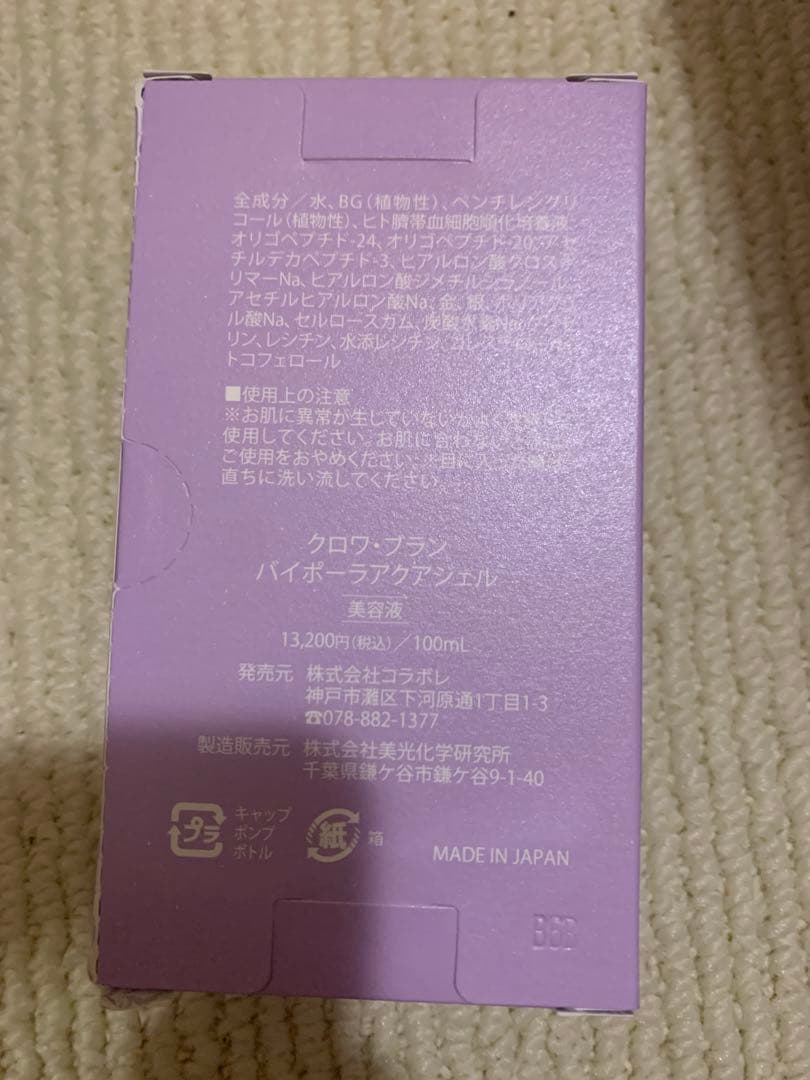 全成分／水、BG(植物性)、ペンチレングリ
コール(植物性)、ヒト臍帯血細胞順化培養液、
オリゴペプチド-24、オリゴペプチド-20、アセ
チルデカペプチド-3、ヒアルロン酸クロスポ
リマーNa、ヒアルロン酸ジメチルシラノール、
アセチルヒアルロン酸Na、金、銀、ポリアクリ
ル酸Na、セルロースガム、炭酸水素Na、グリセ
リン、レシチン、水添レシチン、
トコフェロール
■使用上の注意
※お肌に異常が生じていないかよく
使用してください。お肌に合わない
ご使用をおやめください。※目に入った
直ちに洗い流してください。
クロワ・ブラン
バイポーラアクアジェル
美容液
13,200円(税込)／100mL
発売元 株式会社コラボレ
神戸市灘区下河原通1丁目1-3
☎078-882-1377
製造販売元 株式会社美光化学研究所
千葉県鎌ケ谷市鎌ケ谷9-1-40
プラ
キャップ
ポンプ
ボトル
紙
箱
MADE IN JAPAN
B6B